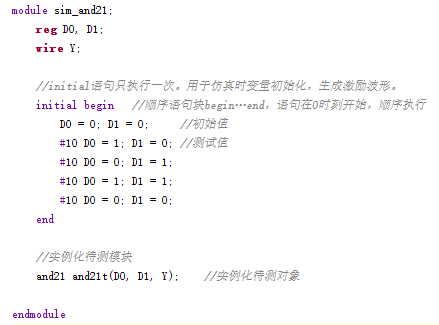 module sim_and21;
reg D0, D1;
wire Y;
//initial语句只执行一次。用于仿真时变量初始化，生成激励波形。
initial begin //顺序语句块begin…end，语句在0时刻开始，顺序执行
D0 = 0; D1 = 0; //初始值
#10 D0 = 1; D1 = 0; //测试值
#10 D0 = 0; D1 = 1;
#10 D0 = 1; D1 = 1;
#10 D0 = 0; D1 = 0;
end
//实例化待测模块
and21 and21t(D0, D1, Y); //实例化待测对象
endmodule